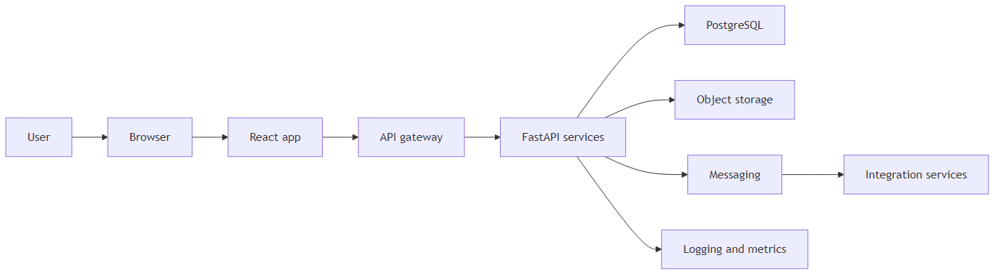 User
Browser
React app
API gateway
FastAPI services
PostgreSQL
Object storage
Messaging
Integration services
Logging and metrics